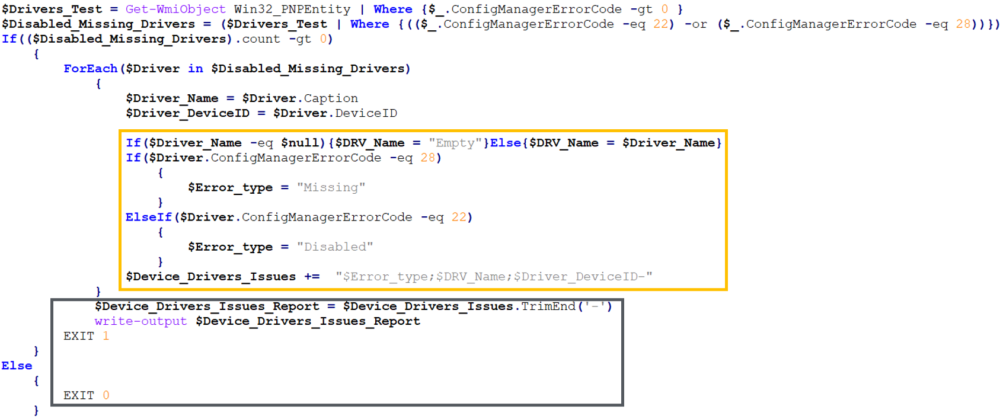 $Drivers_Test = Get-WmiObject Win32_PNPEntity | Where {$_.ConfigManagerErrorCode -gt 0 }
$Disabled_Missing_Drivers = ($Drivers_Test | Where {(($_.ConfigManagerErrorCode -eq 22) -or ($_.ConfigManagerErrorCode -eq 28))})
If(($Disabled_Missing_Drivers).count -gt 0)
{
ForEach($Driver in $Disabled_Missing_Drivers)
{
$Driver_Name = $Driver.Caption
$Driver_DeviceID = $Driver.DeviceID
If($Driver_Name -eq $null){$DRV_Name = "Empty"}Else{$DRV_Name = $Driver_Name}
If($Driver.ConfigManagerErrorCode -eq 28)
{
$Error_type = "Missing"
}
ElseIf($Driver.ConfigManagerErrorCode -eq 22)
{
$Error_type = "Disabled"
}
$Device_Drivers_Issues += "$Error_type;$DRV_Name;$Driver_DeviceID-"
}
$Device_Drivers_Issues_Report = $Device_Drivers_Issues.TrimEnd('-')
write-output $Device_Drivers_Issues_Report
EXIT 1
}
Else
{
EXIT 0
}